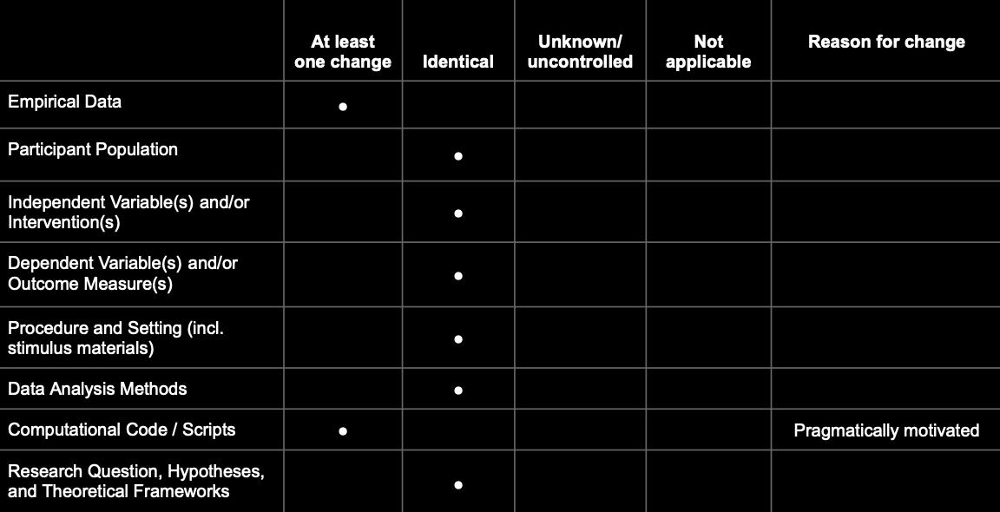 At least
one change
Identical
Unknown/
uncontrolled
Not
applicable
Reason for change
Empirical Data
Participant Population
Independent Variable(s) and/or
Intervention(s)
Dependent Variable(s) and/or
Outcome Measure(s)
Procedure and Setting (incl.
stimulus materials)
Data Analysis Methods
Computational Code / Scripts
Pragmatically motivated
Research Question, Hypotheses,
and Theoretical Frameworks